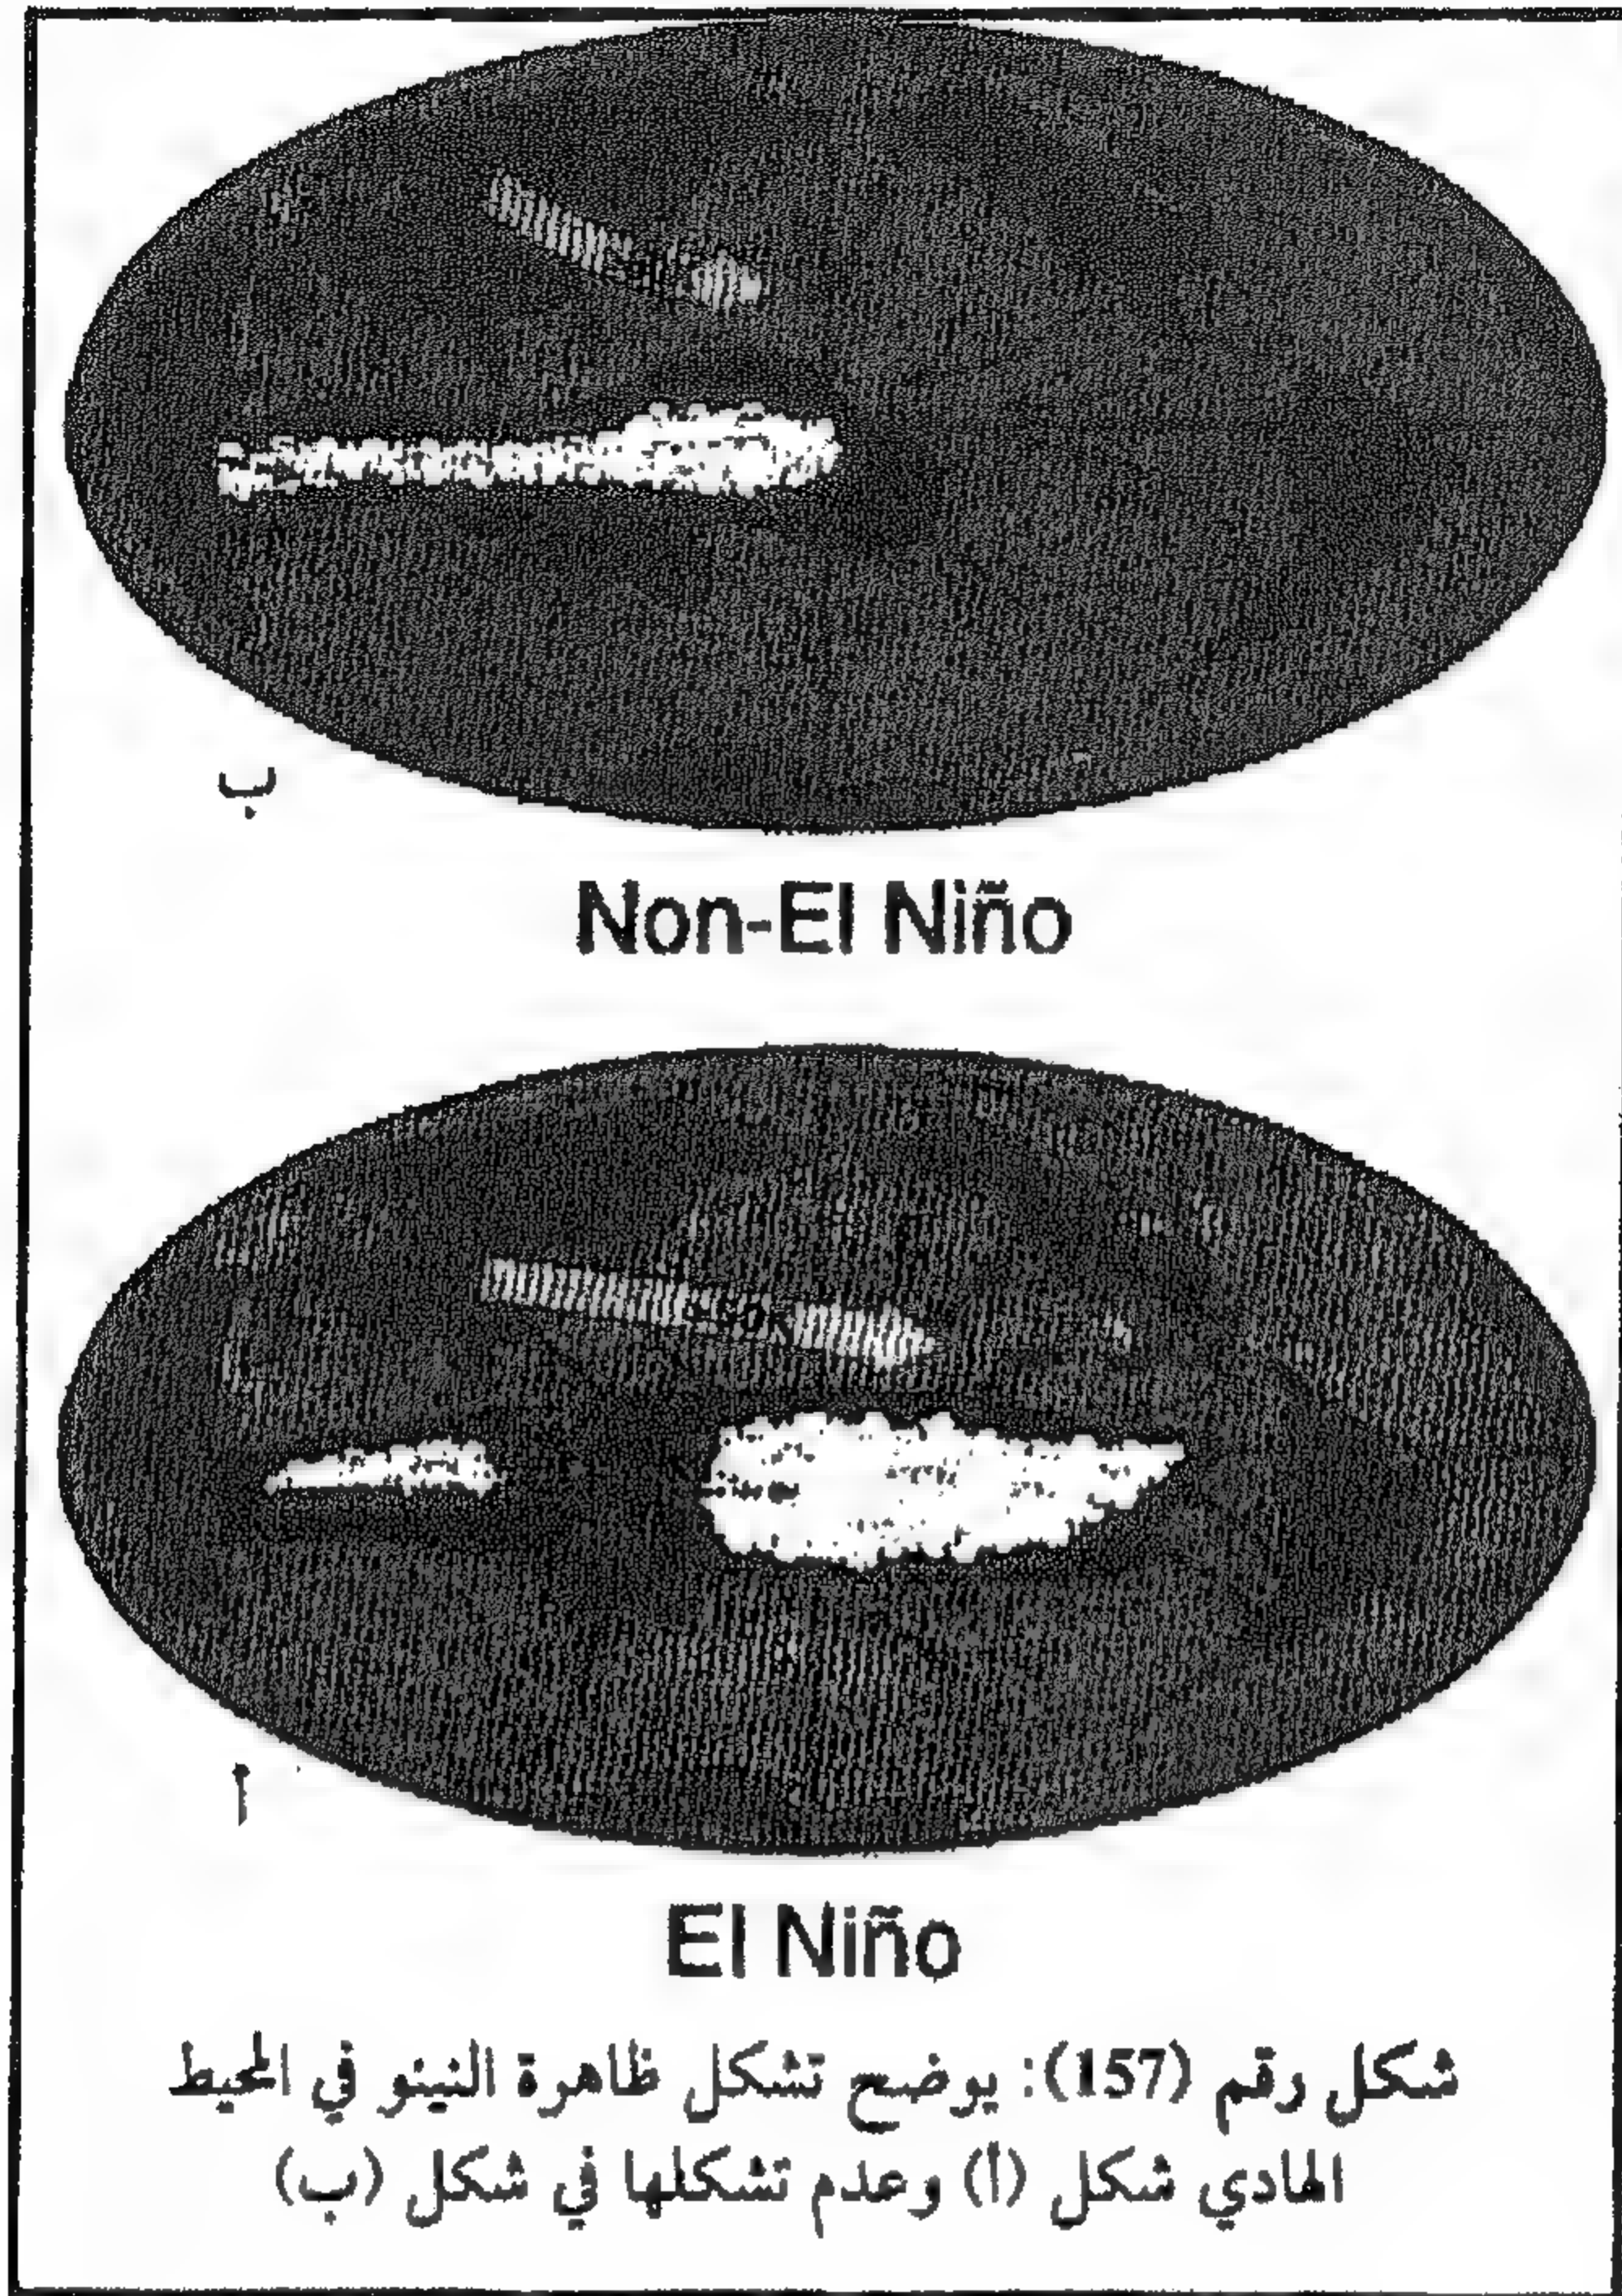 ب
Non-El Niño
أ
El Niño
شكل رقم (157): يوضح تشكل ظاهرة النينو في المحيط
الهادي شكل (أ) وعدم تشكلها في شكل (ب)